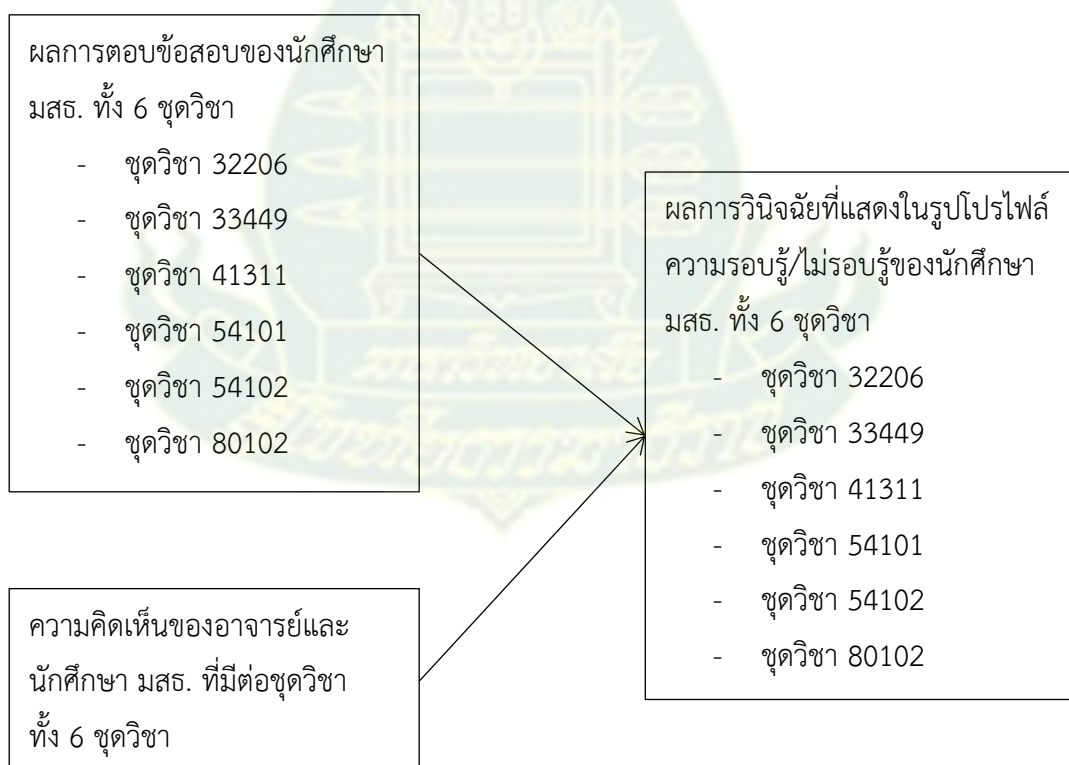 ผลการตอบข้อสอบของนักศึกษา
มสธ. ทั้ง 6 ชุดวิชา
- ชุดวิชา 32206
- ชุดวิชา 33449
- ชุดวิชา 41311
- ชุดวิชา 54101
- ชุดวิชา 54102
- ชุดวิชา 80102
ความคิดเห็นของอาจารย์และ
นักศึกษา มสธ. ที่มีต่อชุดวิชา
ทั้ง 6 ชุดวิชา
ผลการวินิจฉัยที่แสดงในรูปโปรไฟล์
ความรอบรู้/ไม่รอบรู้ของนักศึกษา
มสธ. ทั้ง 6 ชุดวิชา
- ชุดวิชา 32206
- ชุดวิชา 33449
- ชุดวิชา 41311
- ชุดวิชา 54101
- ชุดวิชา 54102
- ชุดวิชา 80102